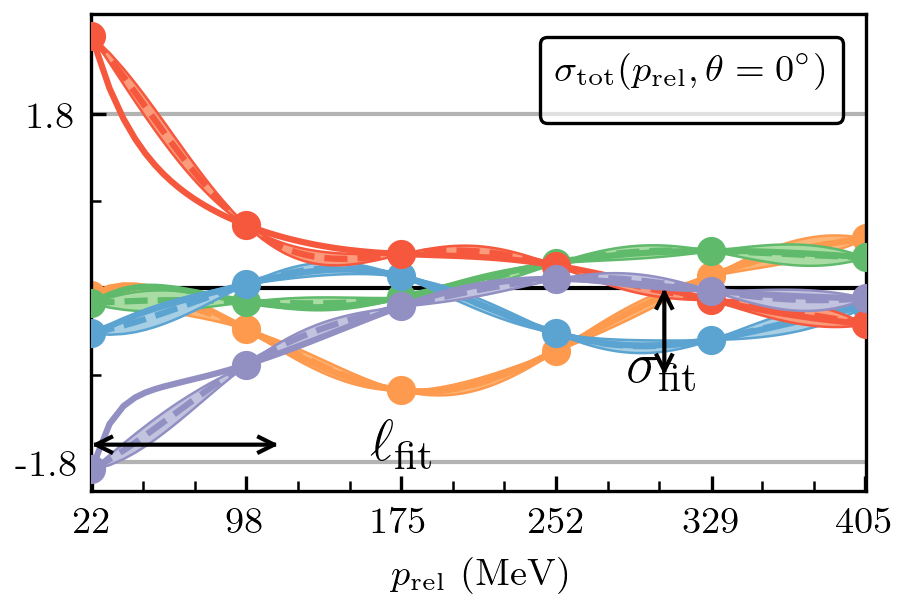 σtot(prel, θ = 0°)
1.8
σfit
ℓfit
-1.8
22 98 175 252 329 405
prel (MeV)